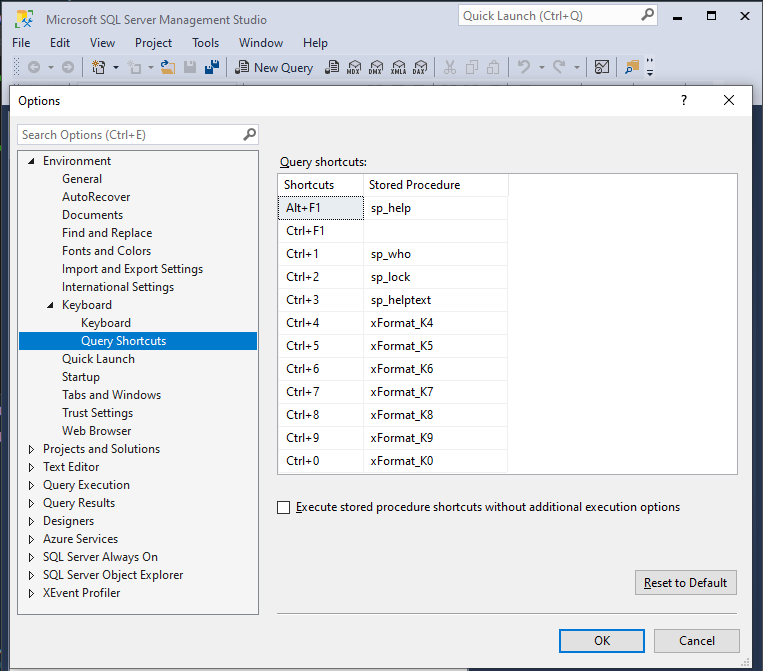 Microsoft SQL Server Management Studio
Quick Launch (Ctrl+Q)
File Edit View Project Tools Window Help
New Query MDX DMX XMLA DAX
Options
?
Search Options (Ctrl+E)
Environment
General
AutoRecover
Documents
Find and Replace
Fonts and Colors
Import and Export Settings
International Settings
Keyboard
Keyboard
Query Shortcuts
Quick Launch
Startup
Tabs and Windows
Trust Settings
Web Browser
Projects and Solutions
Text Editor
Query Execution
Query Results
Designers
Azure Services
SQL Server Always On
SQL Server Object Explorer
XEvent Profiler
Query shortcuts:
Shortcuts Stored Procedure
Alt+F1 sp_help
Ctrl+F1
Ctrl+1 sp_who
Ctrl+2 sp_lock
Ctrl+3 sp_helptext
Ctrl+4 xFormat_K4
Ctrl+5 xFormat_K5
Ctrl+6 xFormat_K6
Ctrl+7 xFormat_K7
Ctrl+8 xFormat_K8
Ctrl+9 xFormat_K9
Ctrl+0 xFormat_K0
Execute stored procedure shortcuts without additional execution options
Reset to Default
OK Cancel